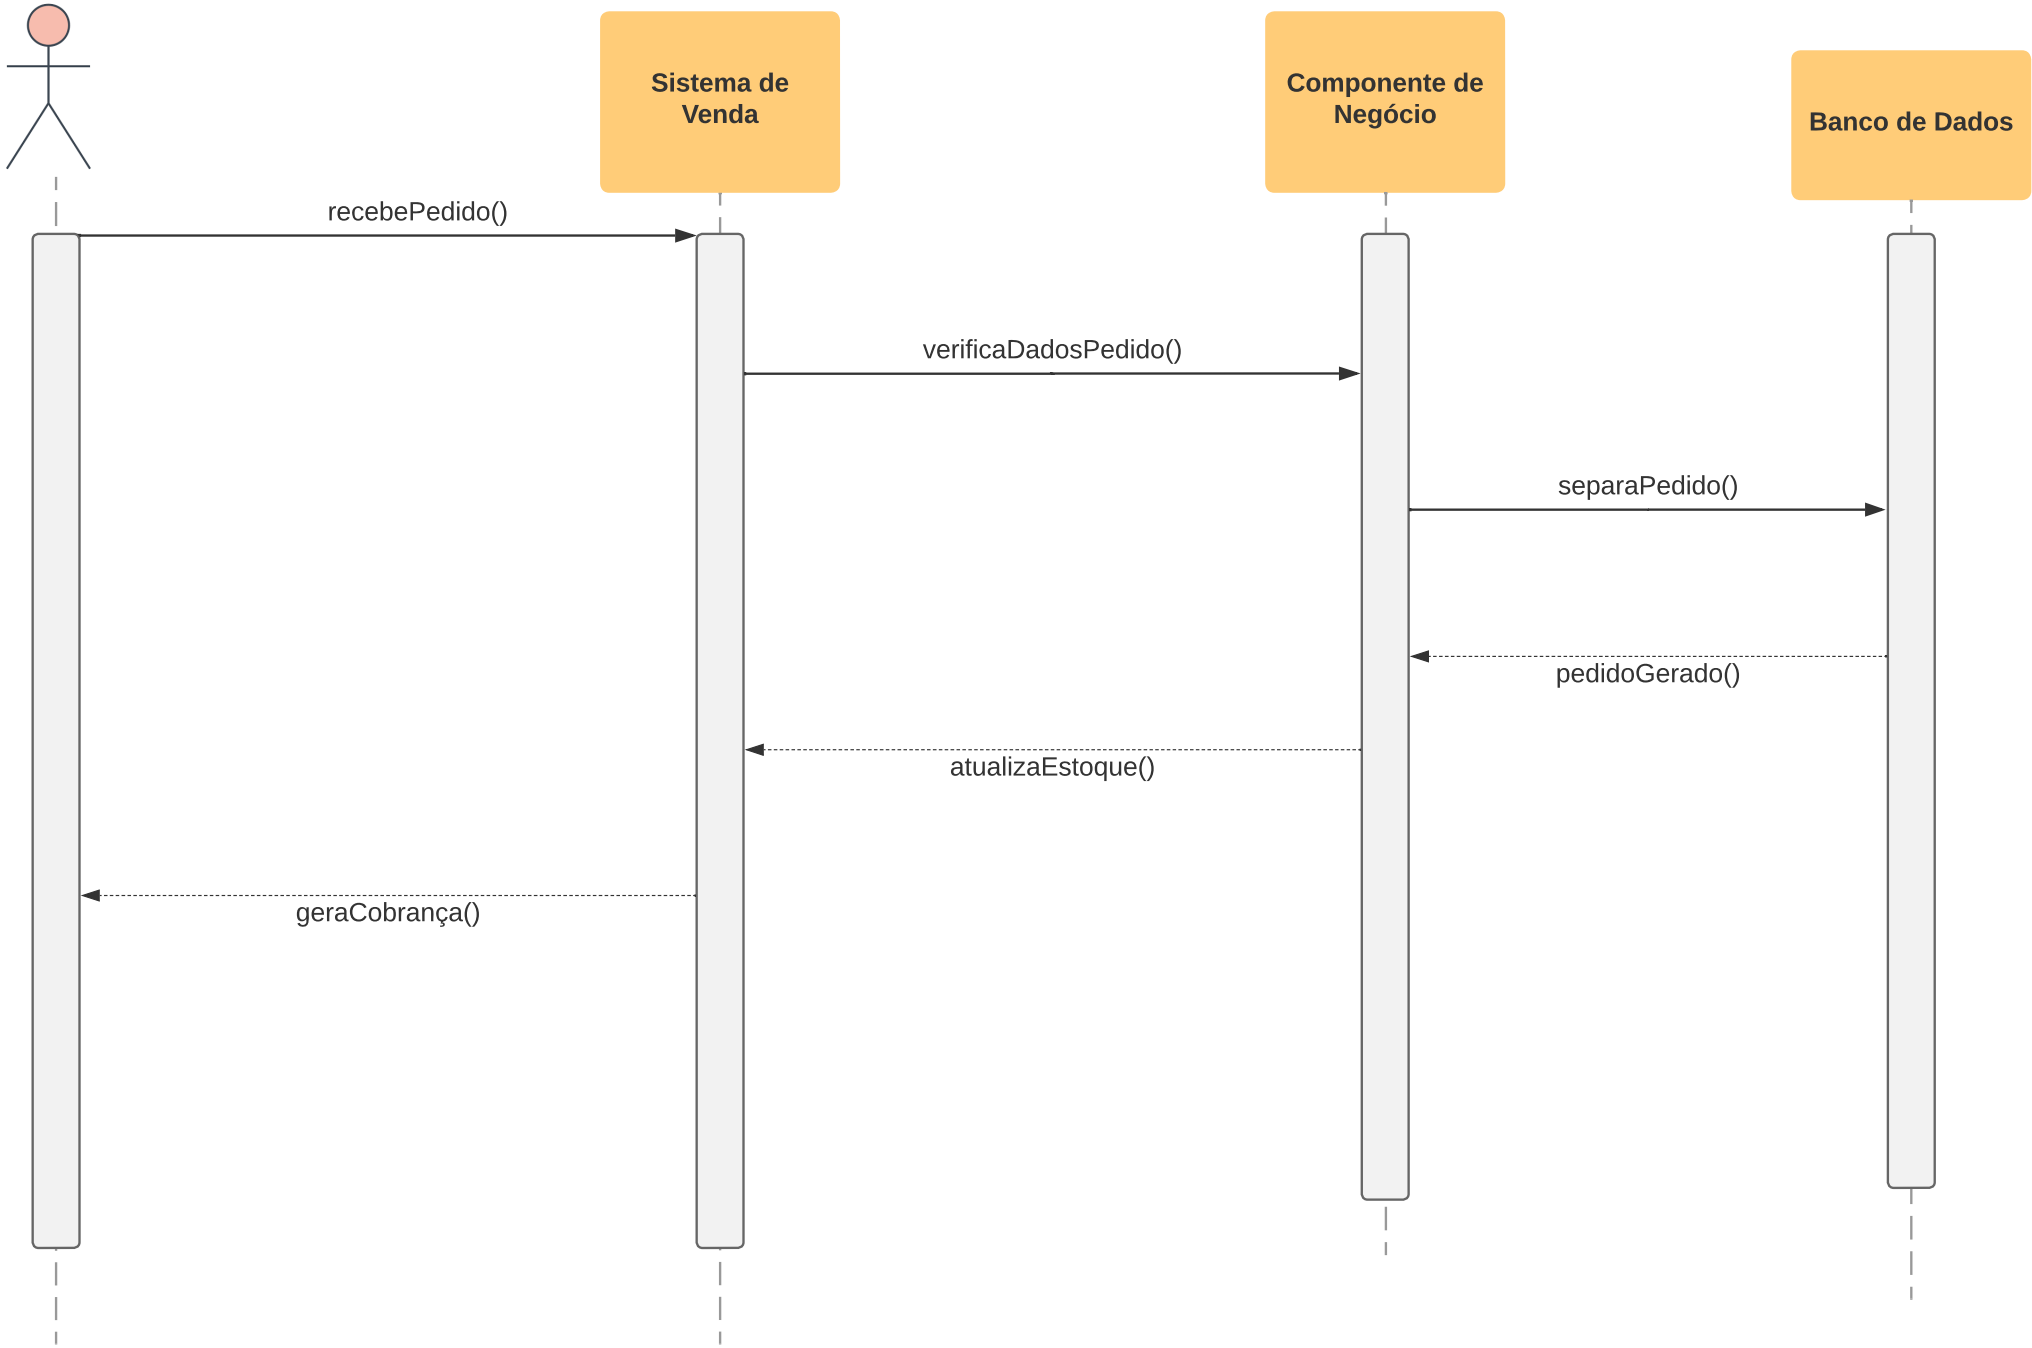 Sistema de
Venda
Componente de
Negócio
Banco de Dados
recebePedido()
verificaDadosPedido()
separaPedido()
pedidoGerado()
atualizaEstoque()
geraCobrança()